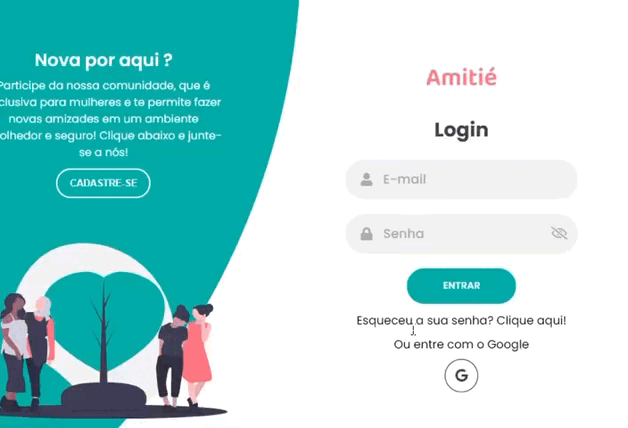 Nova por aqui ?
Participe da nossa comunidade, que é
clusiva para mulheres e te permite fazer
novas amizades em um ambiente
olhedor e seguro! Clique abaixo e junte-
se a nós!
CADASTRE-SE
Amitié
Login
E-mail
Senha
ENTRAR
Esqueceu a sua senha? Clique aqui!
Ou entre com o Google
G